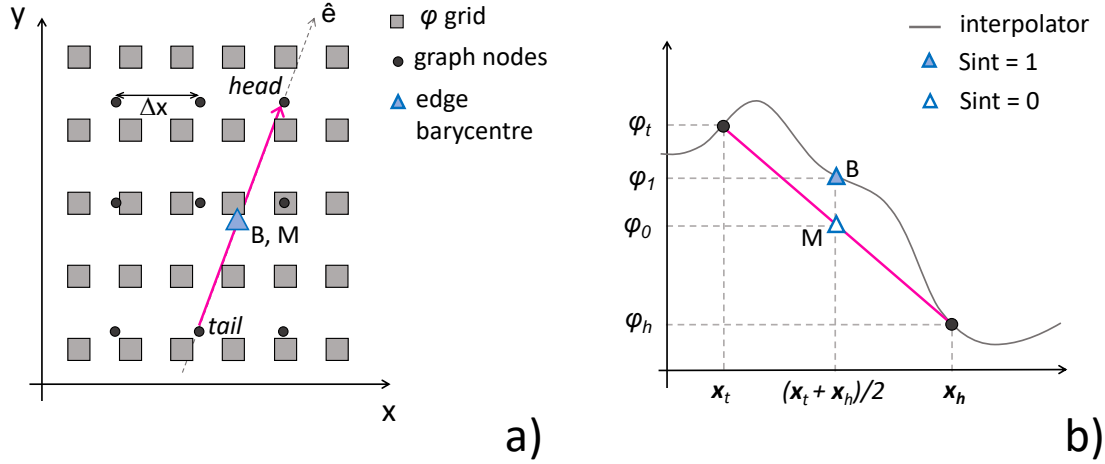 y
ê
φ grid
graph nodes
edge
barycentre
head
Δx
B, M
tail
x
a)
interpolator
Sint = 1
Sint = 0
φt
φ1
B
φ0
M
φh
xt
(xt + xh)/2
xh
b)